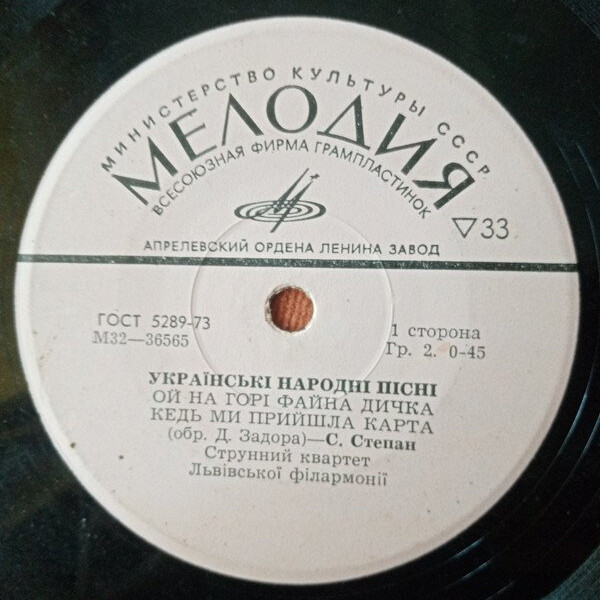 МИНИСТЕРСТВО КУЛЬТУРЫ СССР
МЕЛОДИЯ
ВСЕСОЮЗНАЯ ФИРМА ГРАМПЛАСТИНОК
▽33
АПРЕЛЕВСКИЙ ОРДЕНА ЛЕНИНА ЗАВОД
ГОСТ 5289-73
М32—36565
1 сторона
Гр. 2. 0-45
УКРАЇНСЬКІ НАРОДНІ ПІСНІ
ОЙ НА ГОРІ ФАЙНА ДИЧКА
КЕДЬ МИ ПРИЙШЛА КАРТА
(обр. Д. Задора)—С. Степан
Струнний квартет
Львівської філармонії